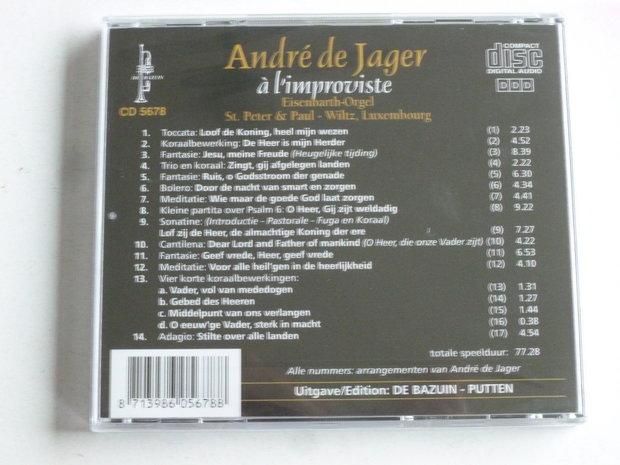 André de Jager
à l'improviste
Eisenbarth-Orgel
St. Peter & Paul - Wiltz, Luxembourg
DE BAZUIN
CD 5678
COMPACT
disc
DIGITAL AUDIO
DDD
1. Toccata: Loof de Koning, heel mijn wezen (1) 2.23
2. Koraalbewerking: De Heer is mijn Herder (2) 4.52
3. Fantasie: Jesu, meine Freude (Heugelijke tijding) (3) 8.39
4. Trio en koraal: Zingt, gij afgelegen landen (4) 2.22
5. Fantasie: Ruis, o Godsstroom der genade (5) 6.30
6. Bolero: Door de nacht van smart en zorgen (6) 4.34
7. Meditatie: Wie maar de goede God laat zorgen (7) 4.41
8. Kleine partita over Psalm 6: O Heer, Gij zijt weldadig (8) 9.22
9. Sonatine: (Introductie - Pastorale - Fuga en Koraal)
Lof zij de Heer, de almachtige Koning der ere (9) 7.27
10. Cantilena: Dear Lord and Father of mankind (O Heer, die onze Vader zijt) (10) 4.22
11. Fantasie: Geef vrede, Heer, geef vrede (11) 6.53
12. Meditatie: Voor alle heil'gen in de heerlijkheid (12) 4.10
13. Vier korte koraalbewerkingen:
a. Vader, vol van mededogen (13) 1.31
b. Gebed des Heeren (14) 1.27
c. Middelpunt van ons verlangen (15) 1.44
d. O eeuw'ge Vader, sterk in macht (16) 0.38
14. Adagio: Stilte over alle landen (17) 4.54
totale speelduur: 77.28
Alle nummers: arrangementen van André de Jager
Uitgave/Edition: DE BAZUIN - PUTTEN
8 713986 056788